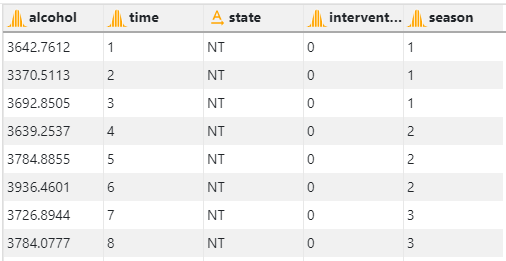 alcohol time state intervent... season
3642.7612 1 NT 0 1
3370.5113 2 NT 0 1
3692.8505 3 NT 0 1
3639.2537 4 NT 0 2
3784.8855 5 NT 0 2
3936.4601 6 NT 0 2
3726.8944 7 NT 0 3
3784.0777 8 NT 0 3